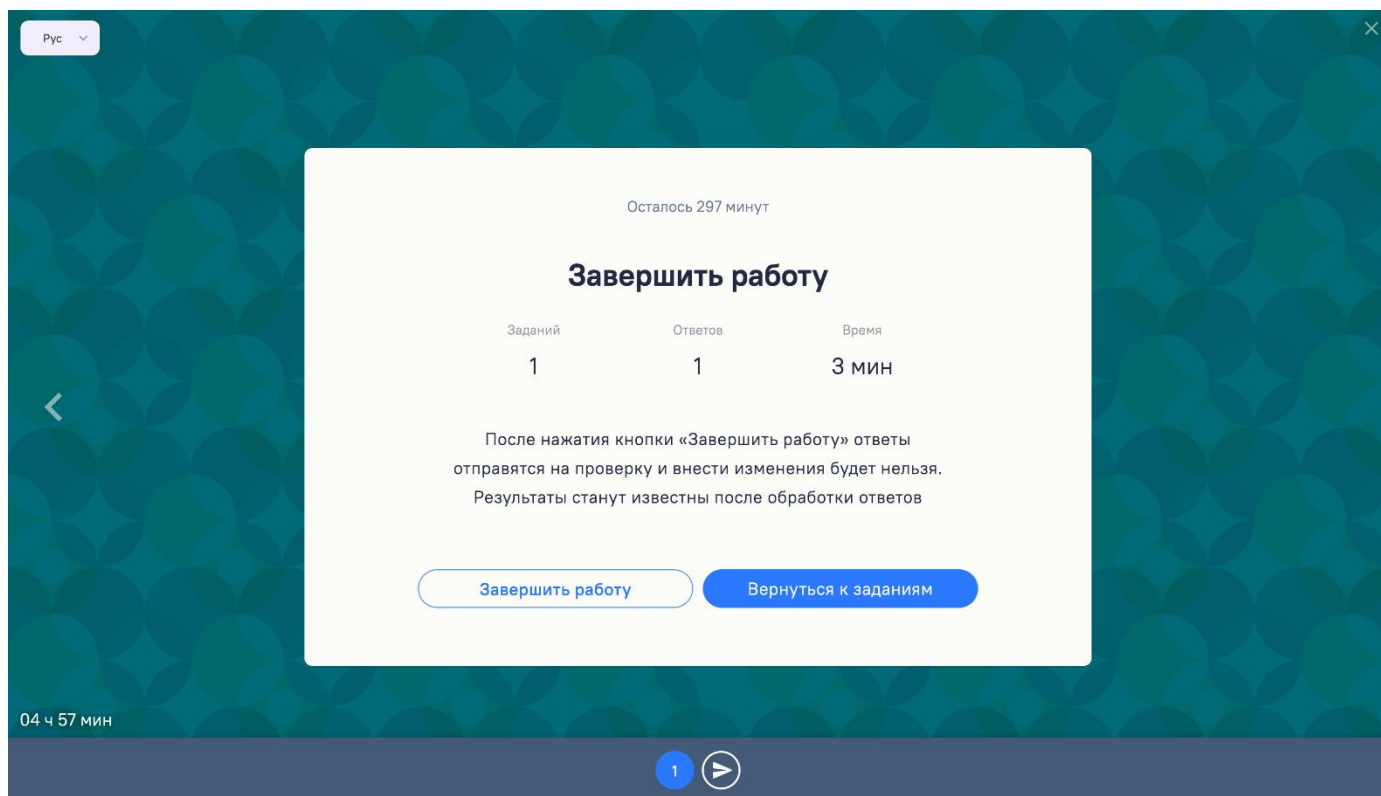 Рус
Осталось 297 минут
Завершить работу
Заданий Ответов Время
1 1 3 мин
После нажатия кнопки «Завершить работу» ответы
отправятся на проверку и внести изменения будет нельзя.
Результаты станут известны после обработки ответов
Завершить работу Вернуться к заданиям
04 ч 57 мин
1